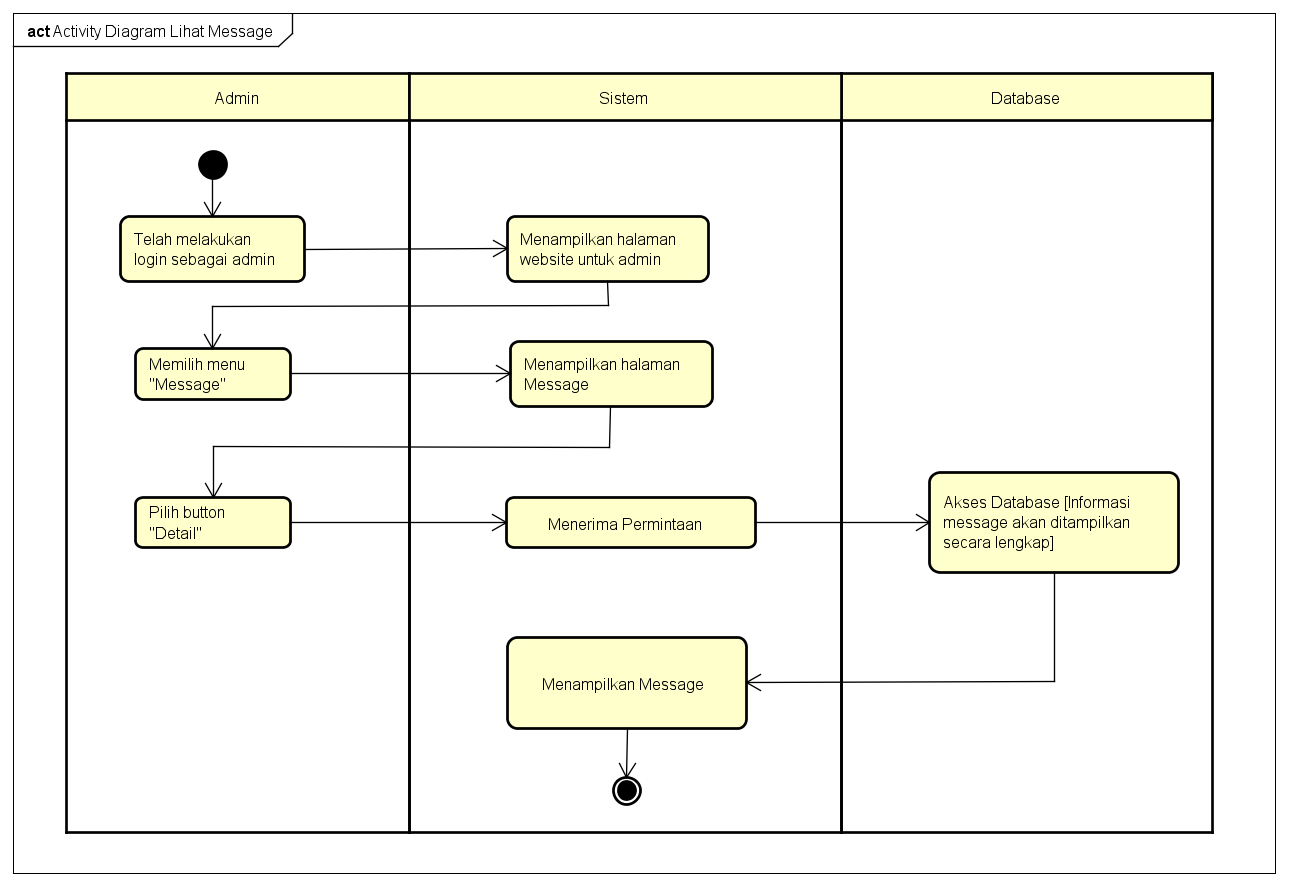 act Activity Diagram Lihat Message
Admin
Sistem
Database
Telah melakukan
login sebagai admin
Menampilkan halaman
website untuk admin
Memilih menu
"Message"
Menampilkan halaman
Message
Pilih button
"Detail"
Menerima Permintaan
Akses Database [Informasi
message akan ditampilkan
secara lengkap]
Menampilkan Message